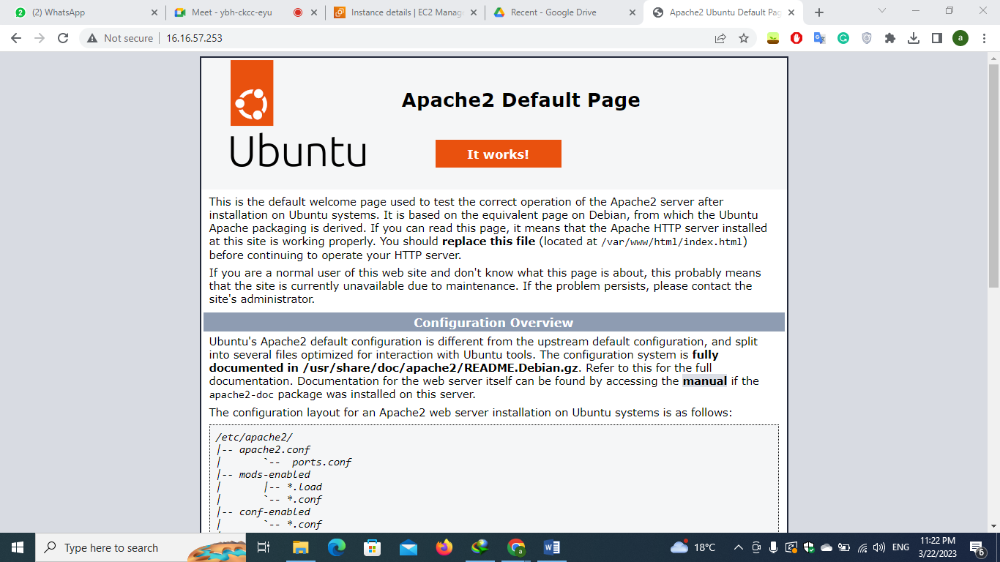 (2) WhatsApp
Meet - ybh-ckcc-eyu
Instance details | EC2 Manag
Recent - Google Drive
Apache2 Ubuntu Default Pag
Not secure
16.16.57.253
a
Apache2 Default Page
Ubuntu
It works!
This is the default welcome page used to test the correct operation of the Apache2 server after
installation on Ubuntu systems. It is based on the equivalent page on Debian, from which the Ubuntu
Apache packaging is derived. If you can read this page, it means that the Apache HTTP server installed
at this site is working properly. You should replace this file (located at /var/www/html/index.html)
before continuing to operate your HTTP server.
If you are a normal user of this web site and don't know what this page is about, this probably means
that the site is currently unavailable due to maintenance. If the problem persists, please contact the
site's administrator.
Configuration Overview
Ubuntu's Apache2 default configuration is different from the upstream default configuration, and split
into several files optimized for interaction with Ubuntu tools. The configuration system is fully
documented in /usr/share/doc/apache2/README.Debian.gz. Refer to this for the full
documentation. Documentation for the web server itself can be found by accessing the manual if the
apache2-doc package was installed on this server.
The configuration layout for an Apache2 web server installation on Ubuntu systems is as follows:
/etc/apache2/
|-- apache2.conf
|       `--  ports.conf
|-- mods-enabled
|       |-- *.load
|       `-- *.conf
|-- conf-enabled
|       `-- *.conf
Type here to search
18°C
ENG
11:22 PM
3/22/2023
6